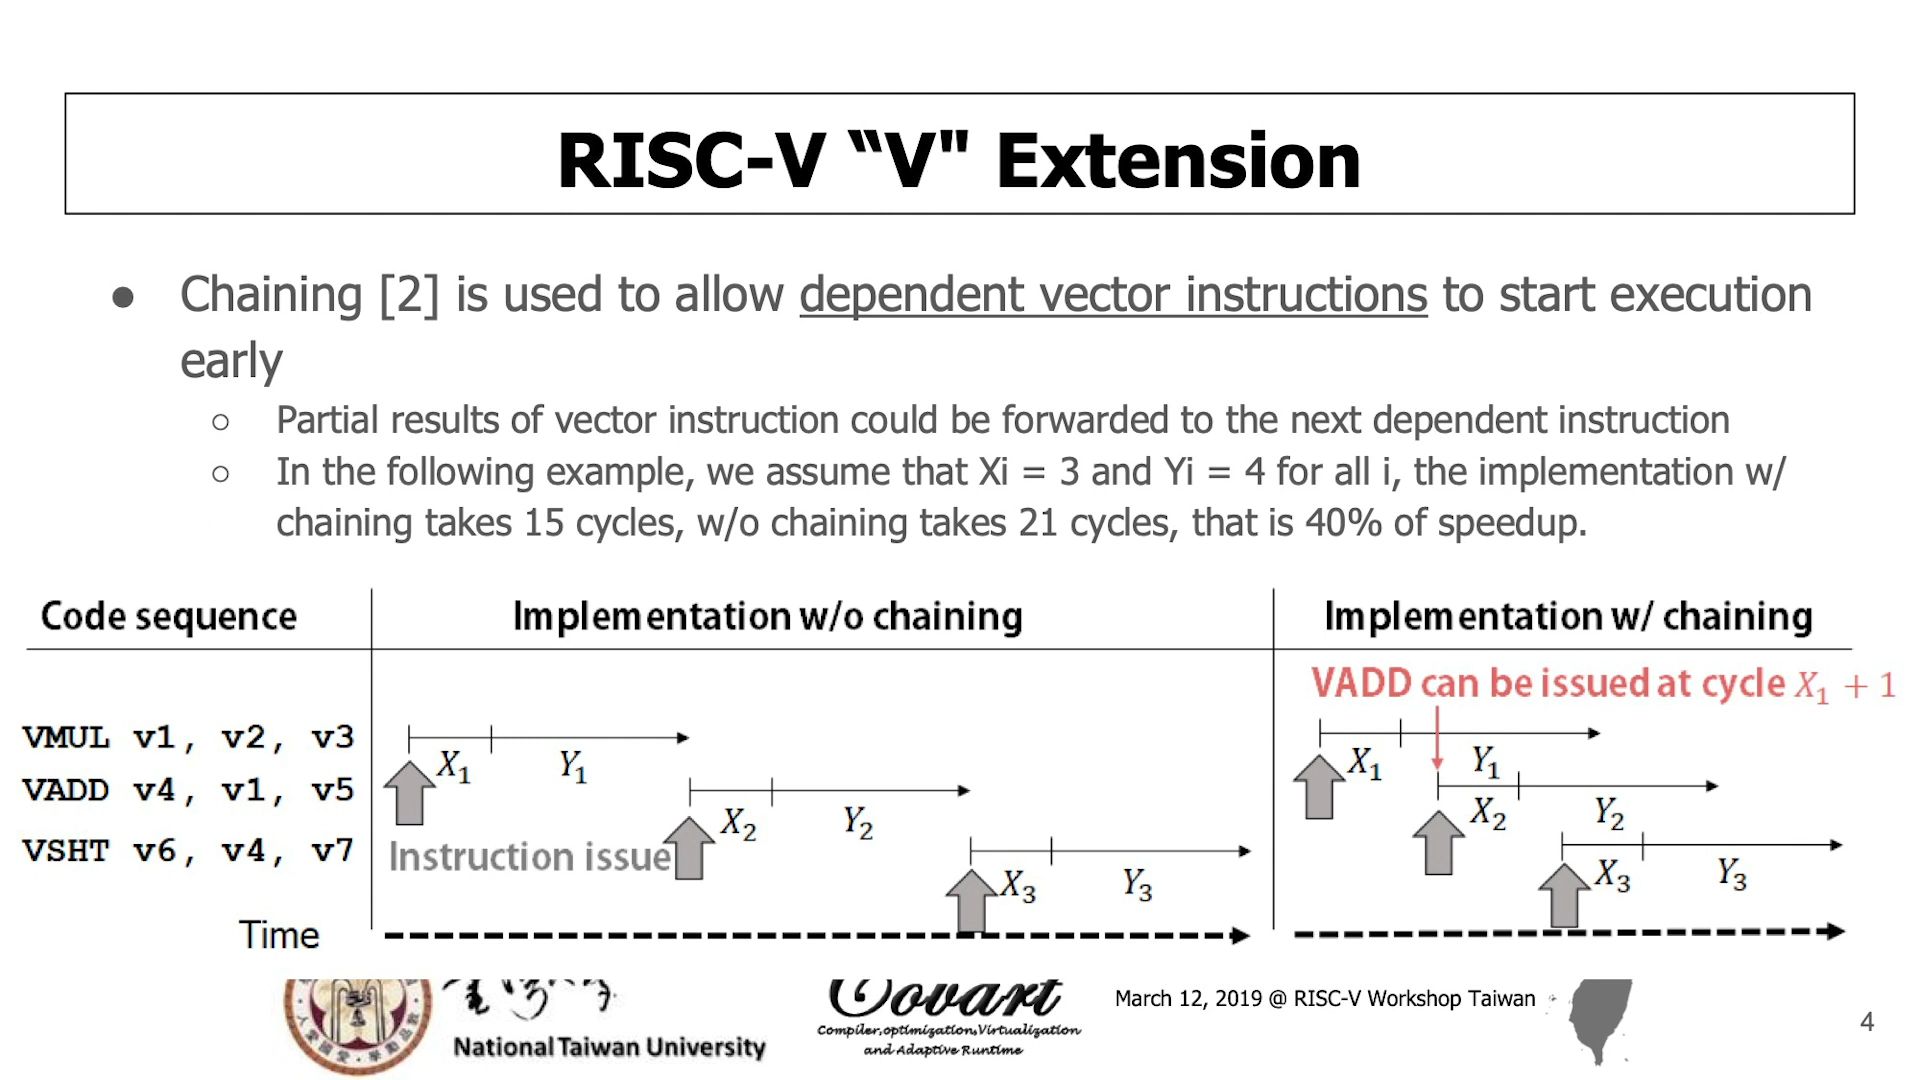 RISC-V “V" Extension
● Chaining [2] is used to allow dependent vector instructions to start execution
early
○ Partial results of vector instruction could be forwarded to the next dependent instruction
○ In the following example, we assume that Xi = 3 and Yi = 4 for all i, the implementation w/
chaining takes 15 cycles, w/o chaining takes 21 cycles, that is 40% of speedup.
Code sequence
Implementation w/o chaining
Implementation w/ chaining
VADD can be issued at cycle X₁ + 1
VMUL v1, v2, v3
VADD v4, v1, v5
VSHT v6, v4, v7
X₁
Y₁
X₂
Y₂
Instruction issue
X₃
Y₃
X₁
Y₁
X₂
Y₂
X₃
Y₃
Time
National Taiwan University
Covart
Compiler,optimization,Virtualization
and Adaptive Runtime
March 12, 2019 @ RISC-V Workshop Taiwan
4